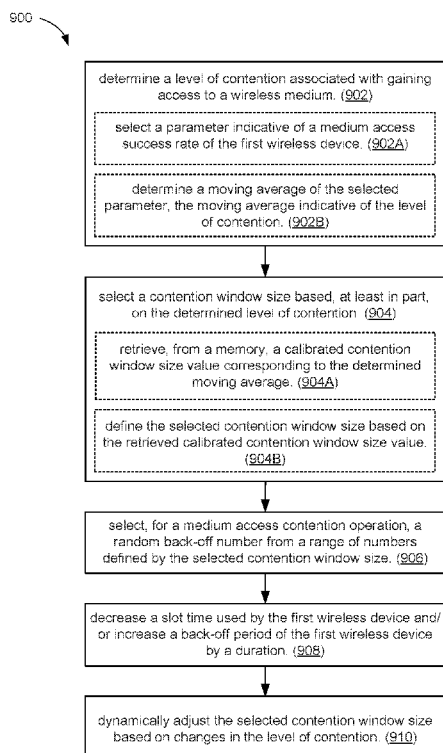 900
determine a level of contention associated with gaining
access to a wireless medium. (902)
select a parameter indicative of a medium access
success rate of the first wireless device. (902A)
determine a moving average of the selected
parameter, the moving average indicative of the level
of contention. (902B)
select a contention window size based, at least in part,
on the determined level of contention. (904)
retrieve, from a memory, a calibrated contention
window size value corresponding to the determined
moving average. (904A)
define the selected contention window size based on
the retrieved calibrated contention window size value.
(904B)
select, for a medium access contention operation, a
random back-off number from a range of numbers
defined by the selected contention window size. (906)
decrease a slot time used by the first wireless device and/
or increase a back-off period of the first wireless device
by a duration. (908)
dynamically adjust the selected contention window size
based on changes in the level of contention. (910)